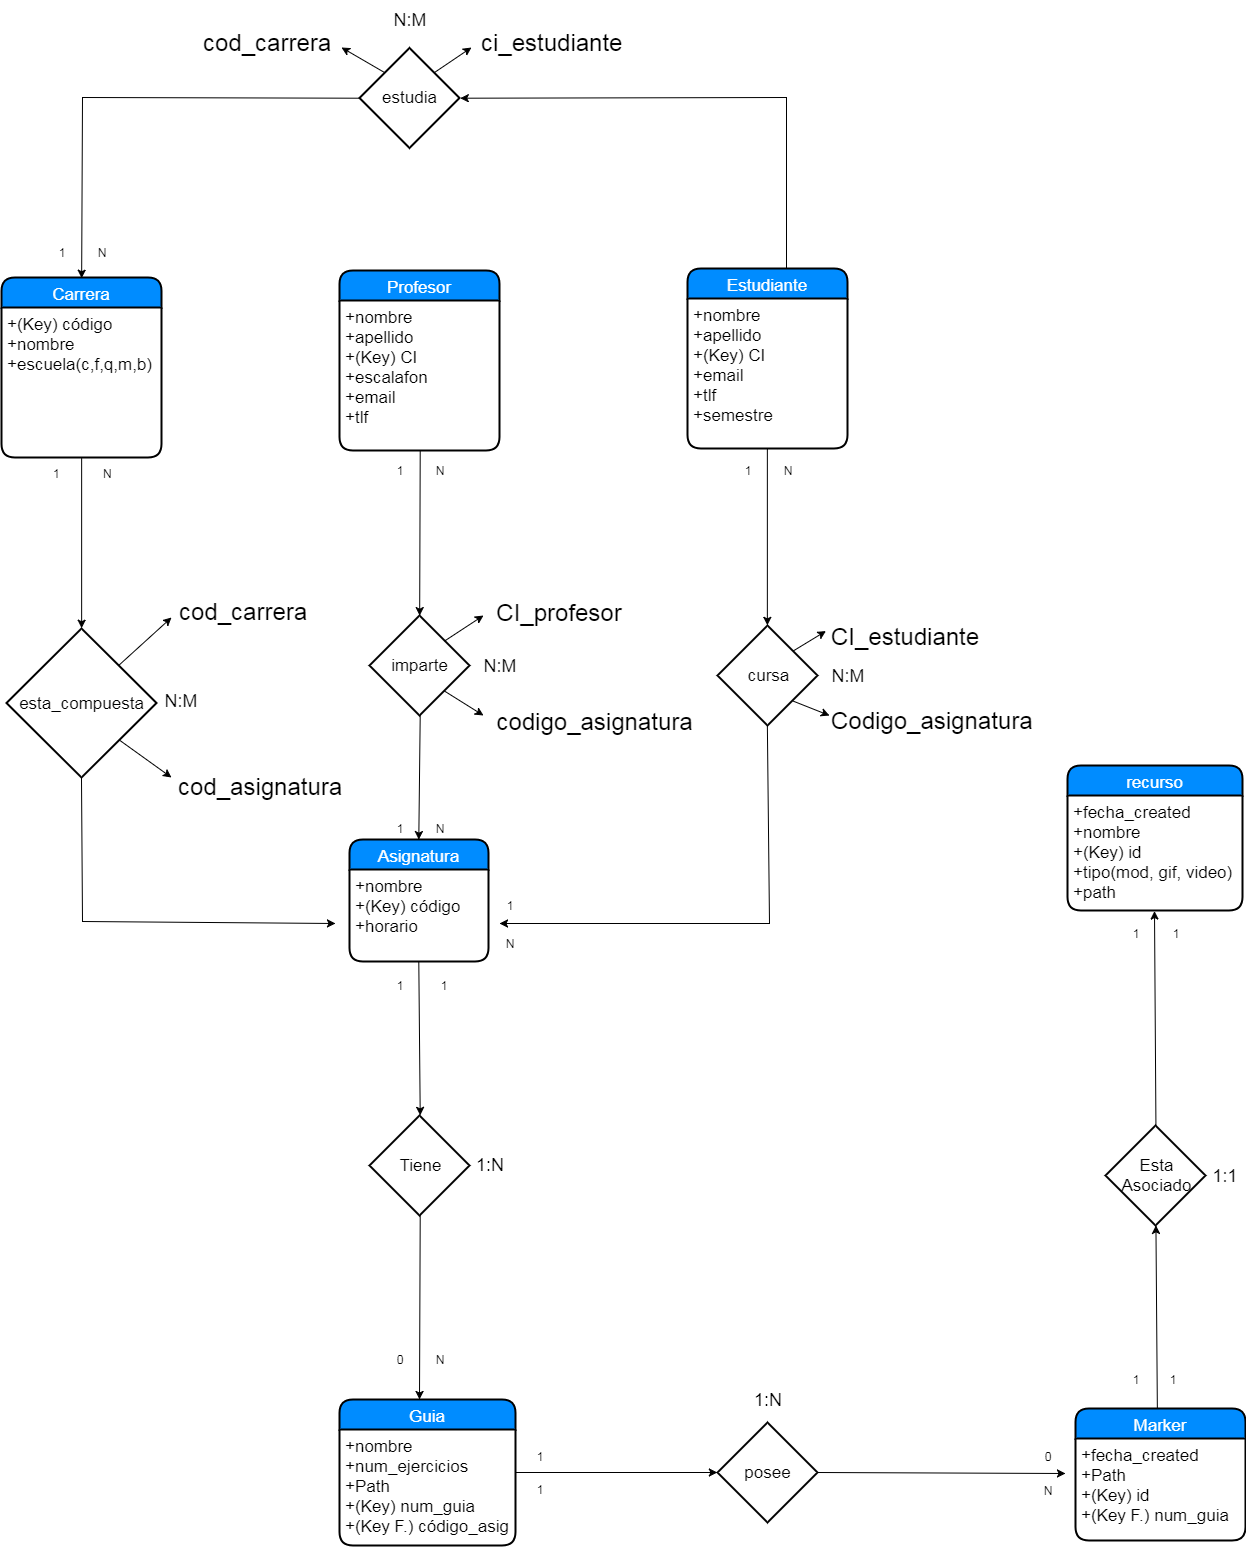 N:M
cod_carrera
ci_estudiante
estudia
1 N
Carrera
+(Key) código
+nombre
+escuela(c,f,q,m,b)
1 N
Profesor
+nombre
+apellido
+(Key) CI
+escalafon
+email
+tlf
1 N
Estudiante
+nombre
+apellido
+(Key) CI
+email
+tlf
+semestre
1 N
cod_carrera
esta_compuesta
N:M
cod_asignatura
CI_profesor
imparte
N:M
codigo_asignatura
CI_estudiante
cursa
N:M
Codigo_asignatura
1 N
Asignatura
+nombre
+(Key) código
+horario
1
N
1 1
recurso
+fecha_created
+nombre
+(Key) id
+tipo(mod, gif, video)
+path
1 1
Tiene
1:N
Esta
Asociado
1:1
0 N
1 1
Guia
+nombre
+num_ejercicios
+Path
+(Key) num_guia
+(Key F.) código_asig
1
1
1:N
posee
0
N
Marker
+fecha_created
+Path
+(Key) id
+(Key F.) num_guia